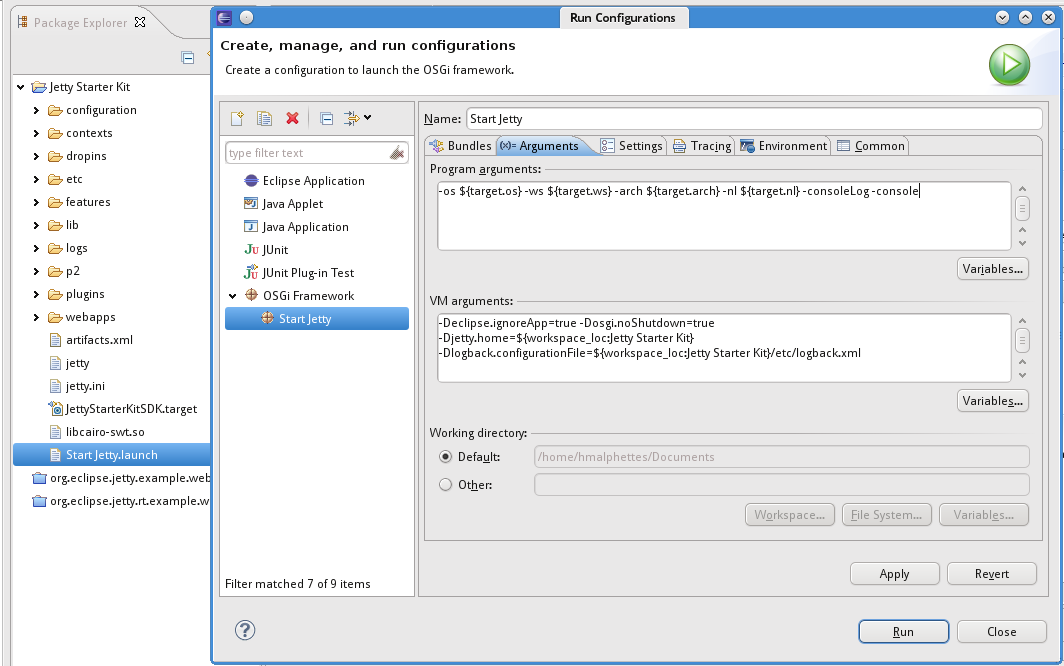 Package Explorer
Jetty Starter Kit
configuration
contexts
dropins
etc
features
lib
logs
p2
plugins
webapps
artifacts.xml
jetty
jetty.ini
JettyStarterKitSDK.target
libcairo-swt.so
Start Jetty.launch
org.eclipse.jetty.example.web
org.eclipse.jetty.rt.example.w
Run Configurations
Create, manage, and run configurations
Create a configuration to launch the OSGi framework.
type filter text
Eclipse Application
Java Applet
Java Application
Ju JUnit
JUnit Plug-in Test
OSGi Framework
Start Jetty
Filter matched 7 of 9 items
Name: Start Jetty
Bundles (x)= Arguments Settings Tracing Environment Common
Program arguments:
-os ${target.os} -ws ${target.ws} -arch ${target.arch} -nl ${target.nl} -consoleLog -console
Variables...
VM arguments:
-Declipse.ignoreApp=true -Dosgi.noShutdown=true
-Djetty.home=${workspace_loc:Jetty Starter Kit}
-Dlogback.configurationFile=${workspace_loc:Jetty Starter Kit}/etc/logback.xml
Variables...
Working directory:
Default: /home/hmalphettes/Documents
Other:
Workspace... File System... Variables...
Apply Revert
? Run Close